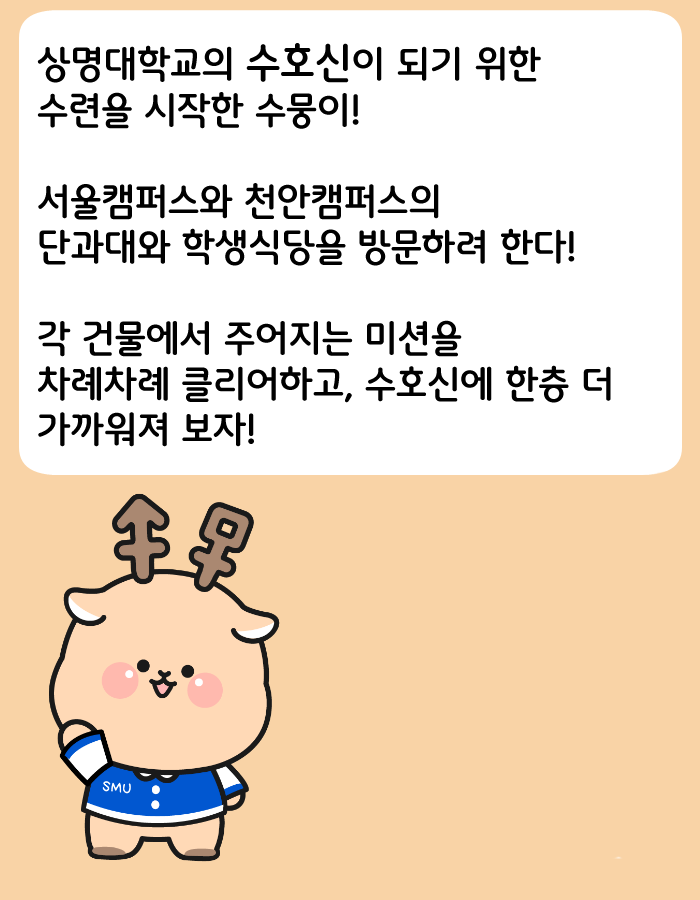 상명대학교의 수호신이 되기 위한
수련을 시작한 수뭉이!
서울캠퍼스와 천안캠퍼스의
단과대와 학생식당을 방문하려 한다!
각 건물에서 주어지는 미션을
차례차례 클리어하고, 수호신에 한층 더
가까워져 보자!
SMU